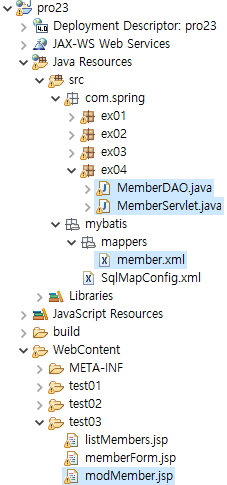 pro23
Deployment Descriptor: pro23
JAX-WS Web Services
Java Resources
src
com.spring
ex01
ex02
ex03
ex04
MemberDAO.java
MemberServlet.java
mybatis
mappers
member.xml
SqlMapConfig.xml
Libraries
JavaScript Resources
build
WebContent
META-INF
test01
test02
test03
listMembers.jsp
memberForm.jsp
modMember.jsp